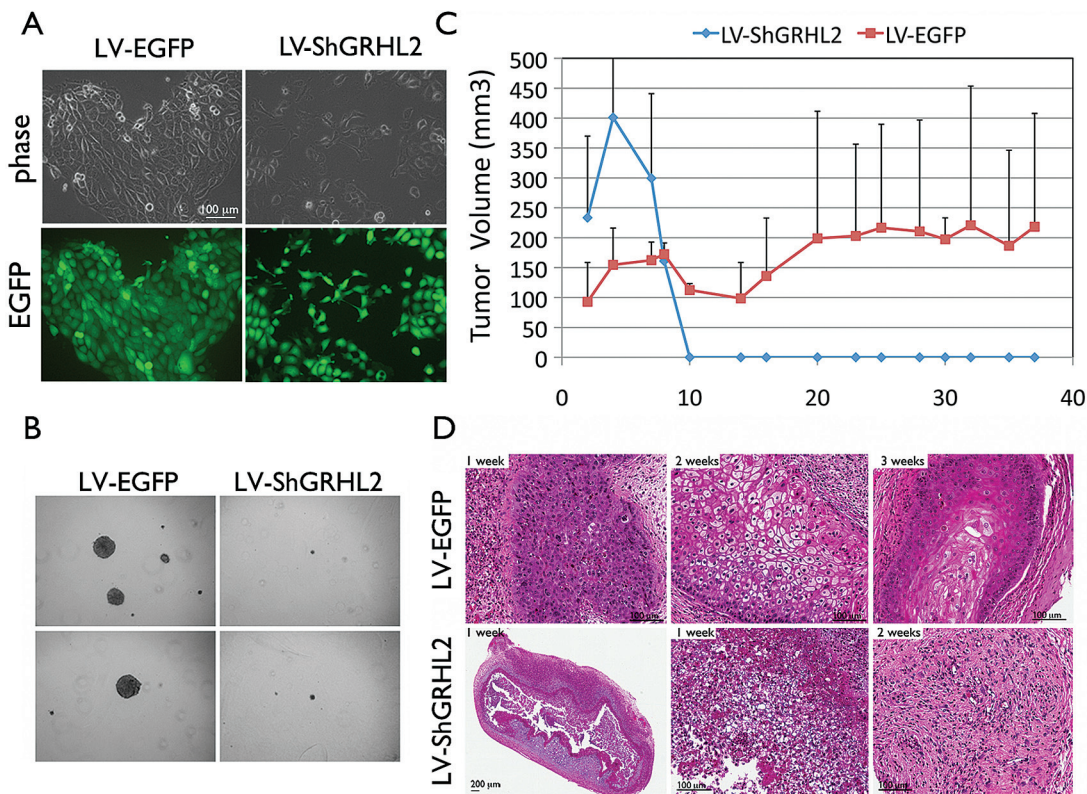 A
LV-EGFP LV-ShGRHL2
phase
100 μm
EGFP
B
LV-EGFP LV-ShGRHL2
C
LV-ShGRHL2 LV-EGFP
Tumor Volume (mm3)
500
450
400
350
300
250
200
150
100
50
0
0 10 20 30 40
D
LV-EGFP
1 week 2 weeks 3 weeks
100 μm 100 μm 100 μm
LV-ShGRHL2
1 week 1 week 2 weeks
200 μm 100 μm 100 μm